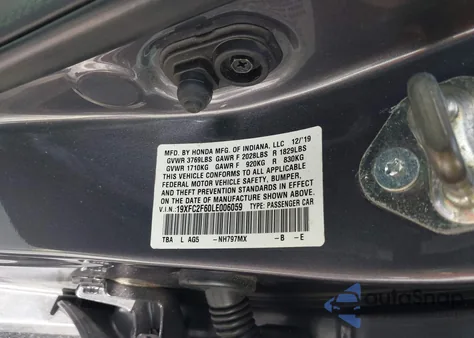 MFD. BY HONDA MFG. OF INDIANA, LLC 12/'19
GVWR 3769LBS GAWR F 2028LBS R 1829LBS
GVWR 1710KG GAWR F 920KG R 830KG
THIS VEHICLE CONFORMS TO ALL APPLICABLE
FEDERAL MOTOR VEHICLE SAFETY, BUMPER,
AND THEFT PREVENTION STANDARDS IN EFFECT
ON THE DATE OF MANUFACTURE SHOWN ABOVE.
V.I.N. 19XFC2F60LE006059 TYPE: PASSENGER CAR
TBA L AG5 -NH797MX -B -E
autoSnap